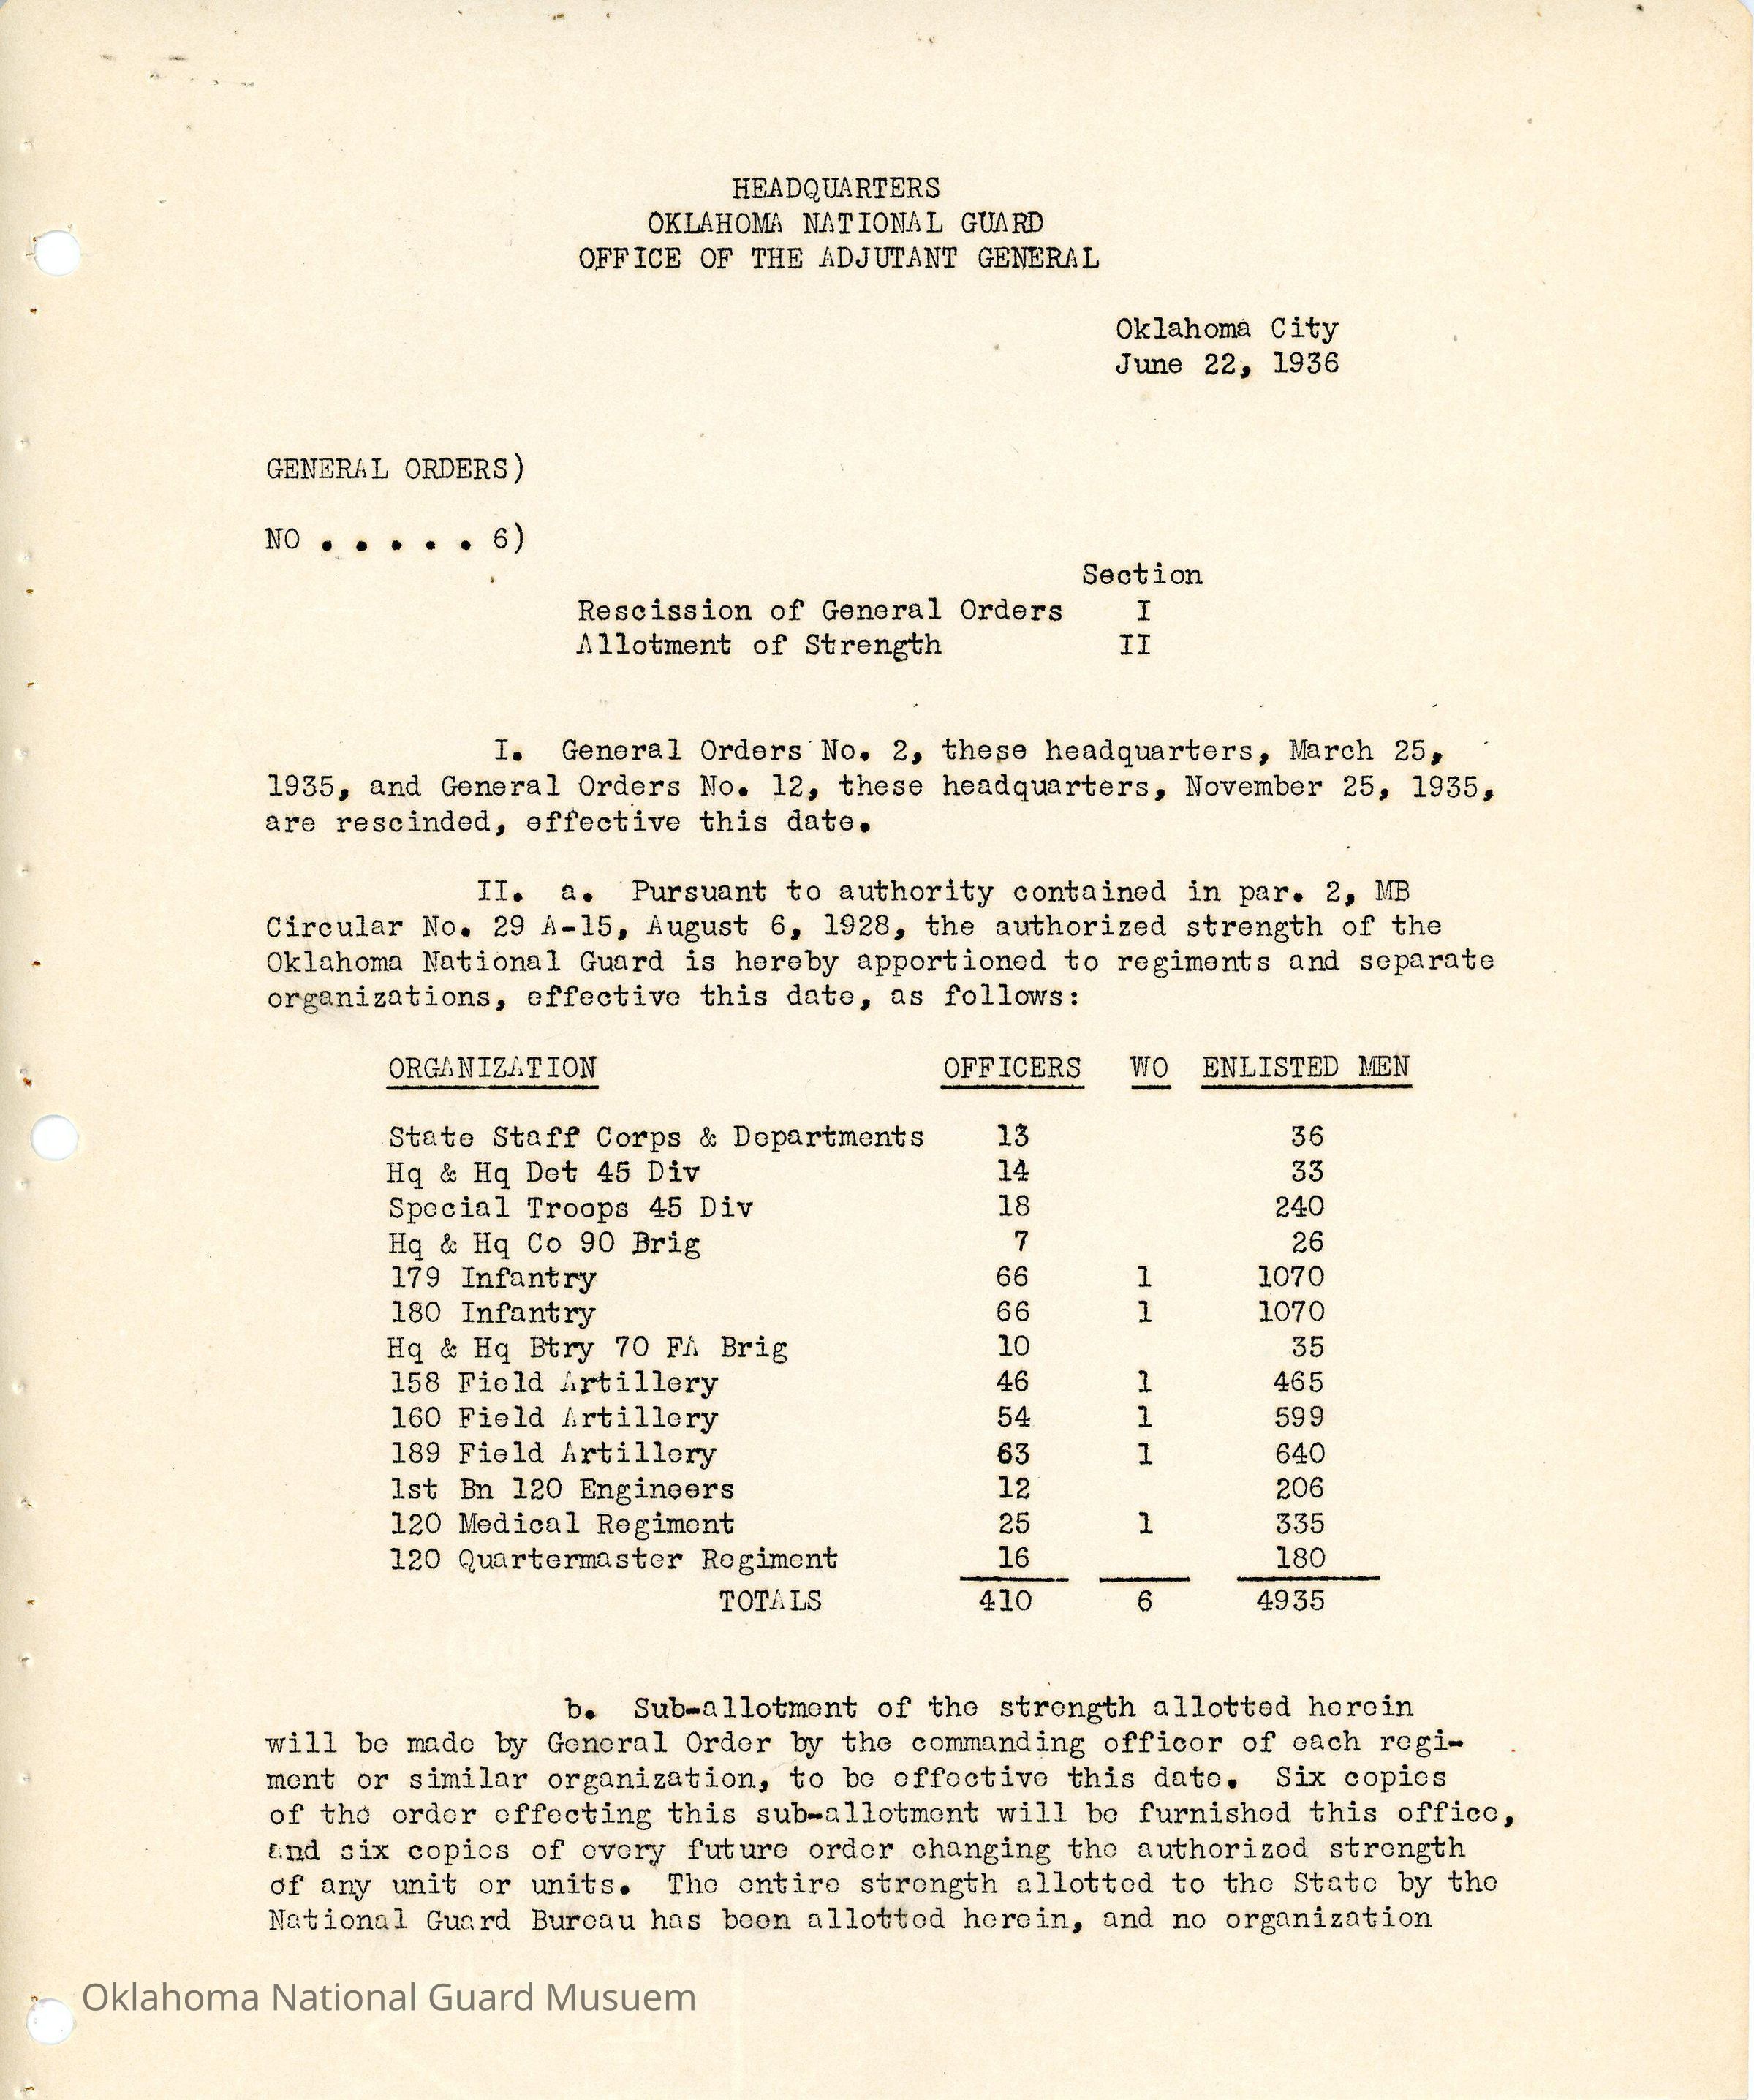 HEADQUARTERS
OKLAHOMA NATIONAL GUARD
OFFICE OF THE ADJUTANT GENERAL
Oklahoma City
June 22, 1936
GENERAL ORDERS)
NO . . . . . 6)
Section
Rescission of General Orders I
Allotment of Strength II
I. General Orders No. 2, these headquarters, March 25,
1935, and General Orders No. 12, these headquarters, November 25, 1935,
are rescinded, effective this date.
II. a. Pursuant to authority contained in par. 2, MB
Circular No. 29 A-15, August 6, 1928, the authorized strength of the
Oklahoma National Guard is hereby apportioned to regiments and separate
organizations, effective this date, as follows:
ORGANIZATION OFFICERS WO ENLISTED MEN
State Staff Corps & Departments 13 36
Hq & Hq Det 45 Div 14 33
Special Troops 45 Div 18 240
Hq & Hq Co 90 Brig 7 26
179 Infantry 66 1 1070
180 Infantry 66 1 1070
Hq & Hq Btry 70 FA Brig 10 35
158 Field Artillery 46 1 465
160 Field Artillery 54 1 599
189 Field Artillery 63 1 640
1st Bn 120 Engineers 12 206
120 Medical Regiment 25 1 335
120 Quartermaster Regiment 16 180
TOTALS 410 6 4935
b. Sub-allotment of the strength allotted herein
will be made by General Order by the commanding officer of each regi-
ment or similar organization, to be effective this date. Six copies
of the order effecting this sub-allotment will be furnished this office,
and six copies of every future order changing the authorized strength
of any unit or units. The entire strength allotted to the State by the
National Guard Bureau has been allotted herein, and no organization
Oklahoma National Guard Musuem